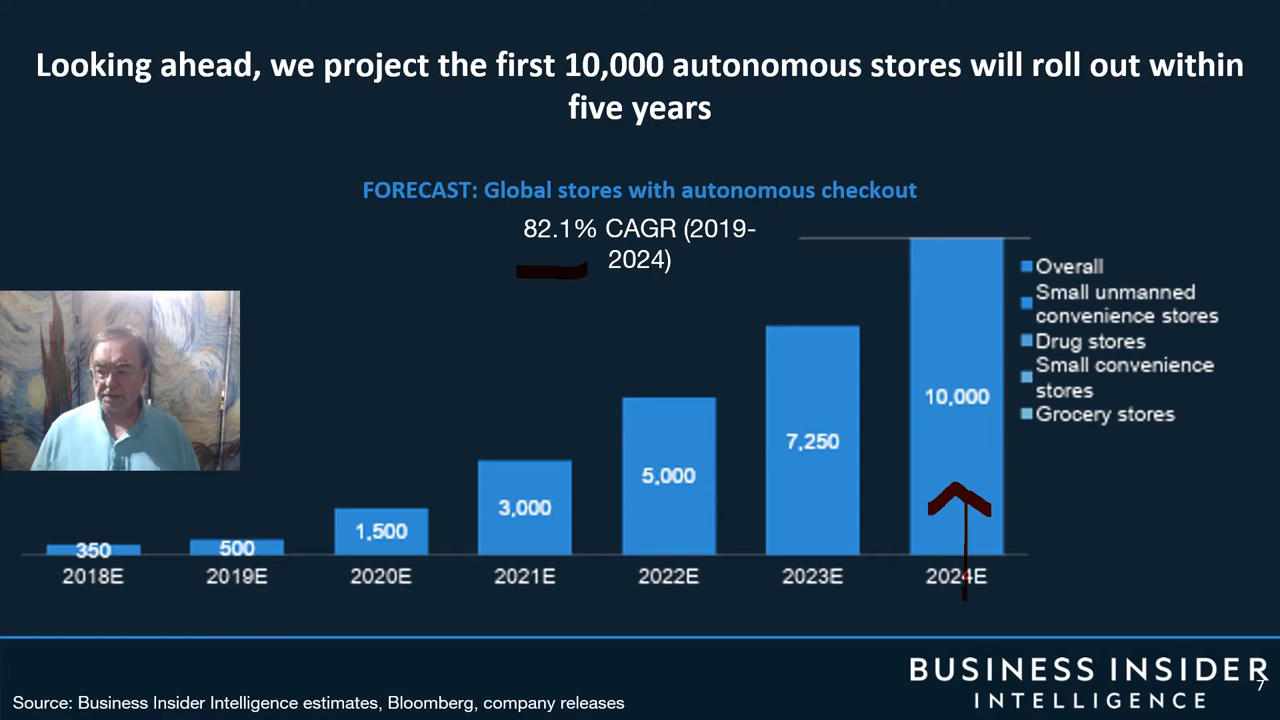 Looking ahead, we project the first 10,000 autonomous stores will roll out within
five years
FORECAST: Global stores with autonomous checkout
82.1% CAGR (2019-
2024)
Overall
Small unmanned
convenience stores
Drug stores
Small convenience
stores
Grocery stores
350
500
1,500
3,000
5,000
7,250
10,000
2018E
2019E
2020E
2021E
2022E
2023E
2024E
BUSINESS INSIDER
INTELLIGENCE
7
Source: Business Insider Intelligence estimates, Bloomberg, company releases